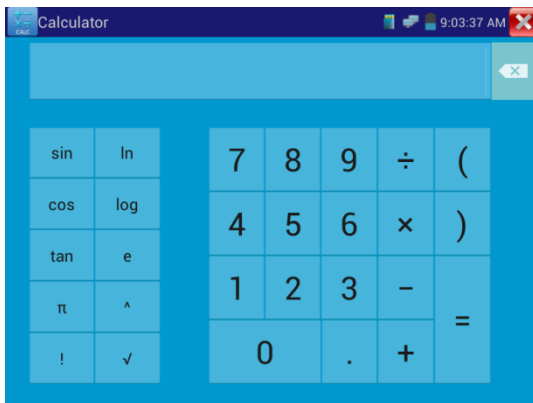 CALC Calculator 9:03:37 AM
sin ln
cos log
tan e
π ^
! √
7 8 9 ÷ (
4 5 6 × )
1 2 3 −
0 . + =